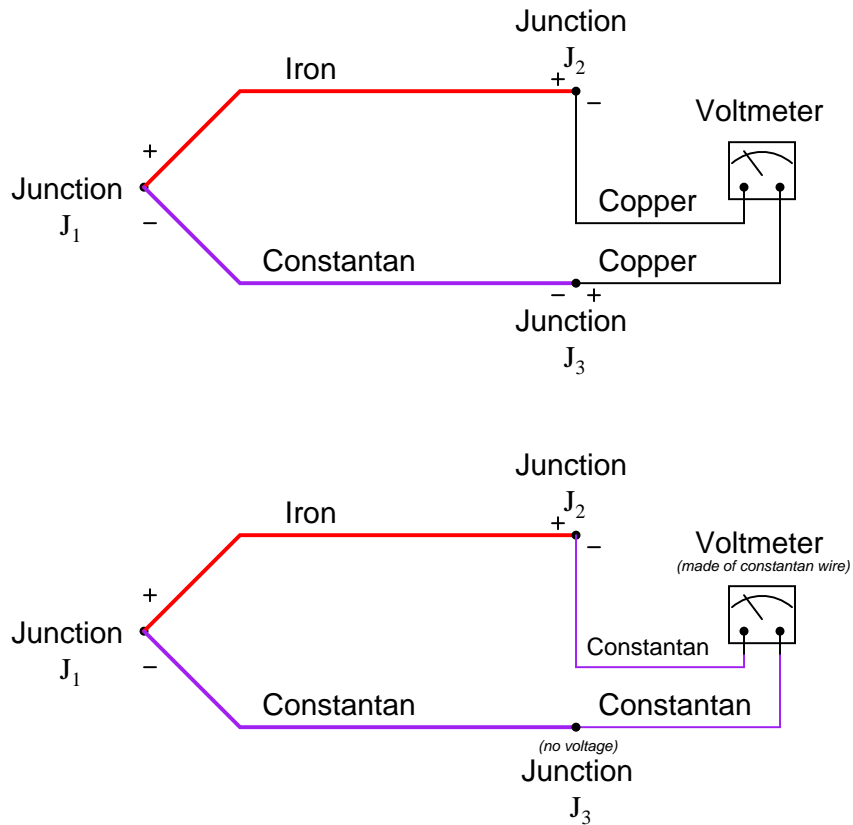 Junction
J2
Iron
+
−
Voltmeter
+
Junction
J1
−
Copper
Constantan
Copper
− +
Junction
J3
Junction
J2
Iron
+
−
Voltmeter
(made of constantan wire)
+
Junction
J1
−
Constantan
Constantan
Constantan
(no voltage)
Junction
J3